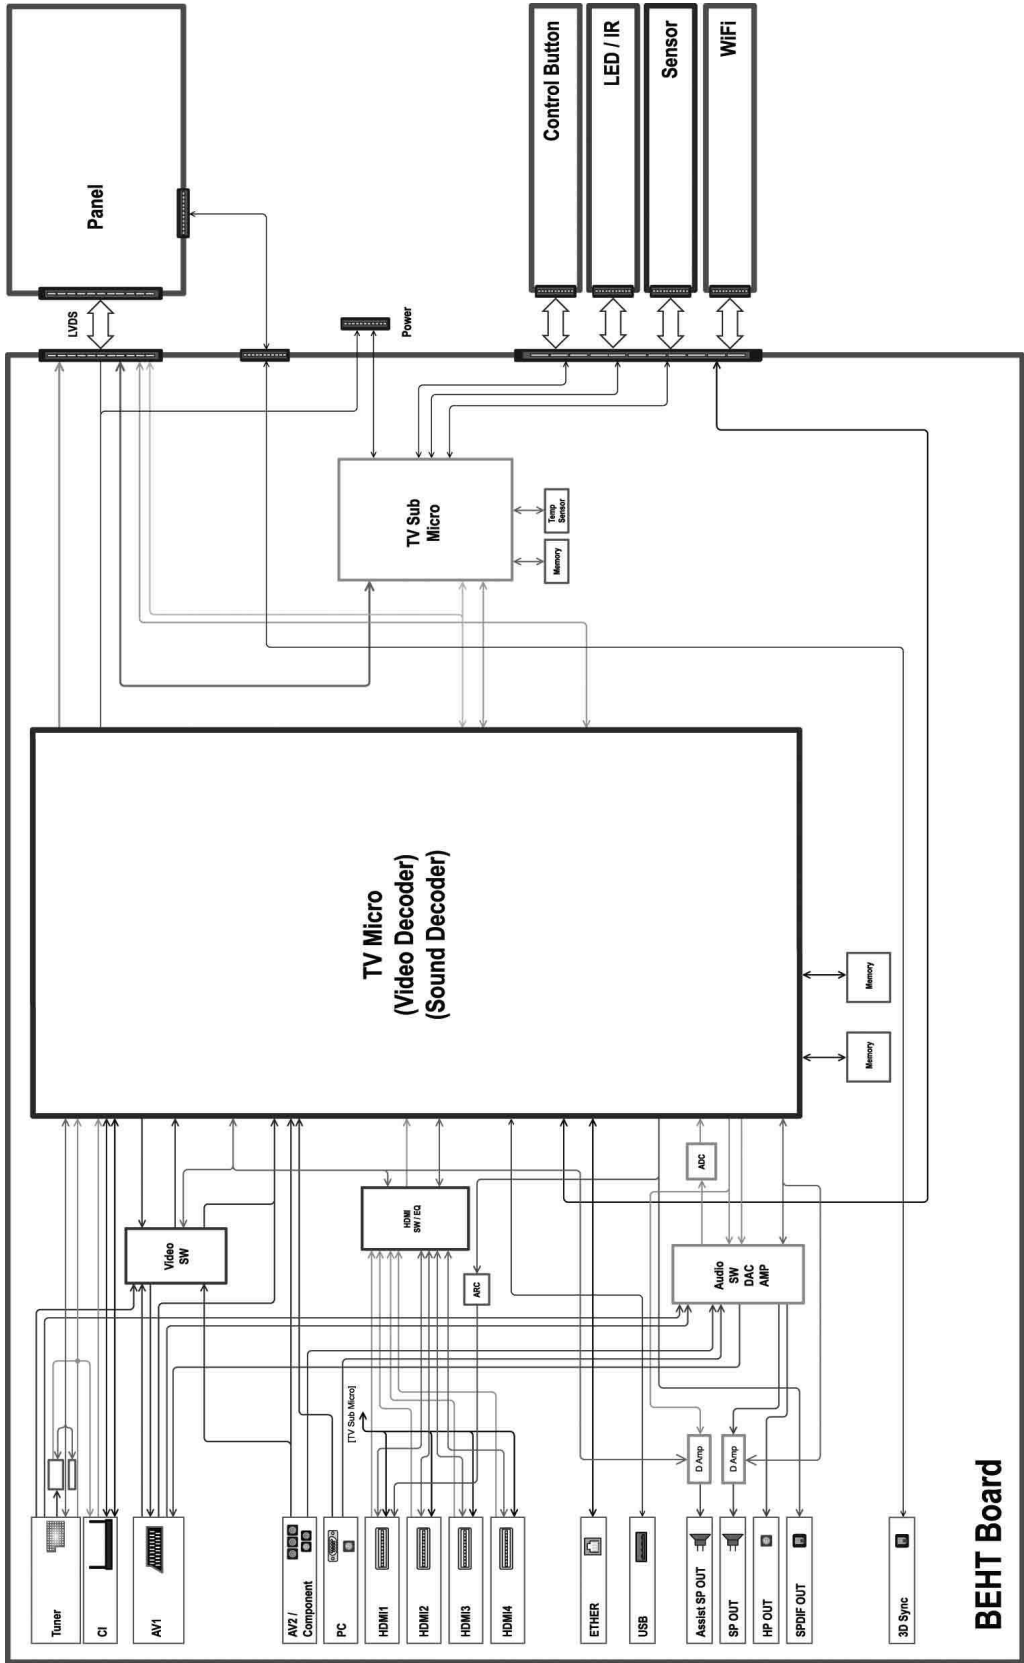 Panel
LVDS
Power
Control Button
LED / IR
Sensor
WiFi
TV Sub
Micro
Temp
Sensor
Memory
TV Micro
(Video Decoder)
(Sound Decoder)
Memory
Memory
Video
SW
HDMI
SW / EQ
ARC
ADC
Audio
SW
DAC
AMP
[TV Sub Micro]
D Amp
D Amp
Tuner
CI
AV1
AV2 /
Component
PC
HDMI1
HDMI2
HDMI3
HDMI4
ETHER
USB
Assist SP OUT
SP OUT
HP OUT
SPDIF OUT
3D Sync
BEHT Board